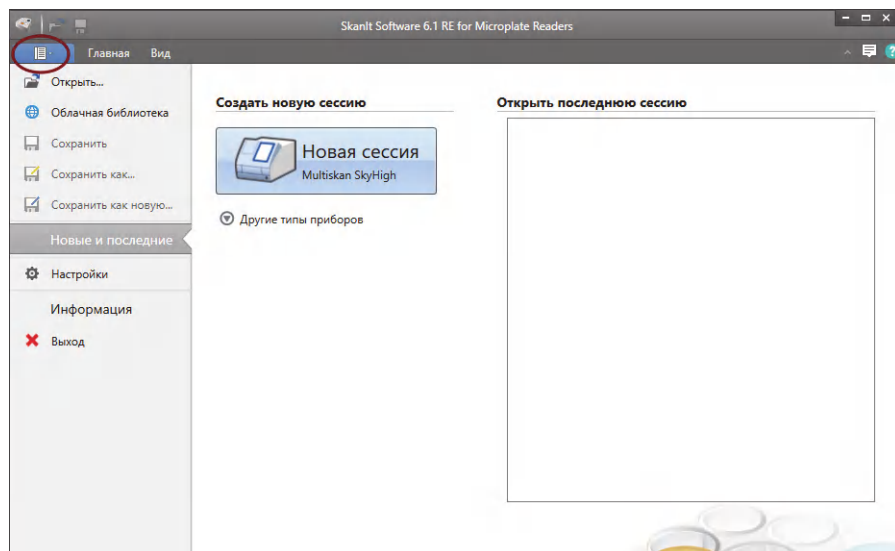 SkanIt Software 6.1 RE for Microplate Readers
Главная Вид
Открыть...
Облачная библиотека
Сохранить
Сохранить как...
Сохранить как новую...
Новые и последние
Настройки
Информация
Выход
Создать новую сессию
Новая сессия
Multiskan SkyHigh
Другие типы приборов
Открыть последнюю сессию